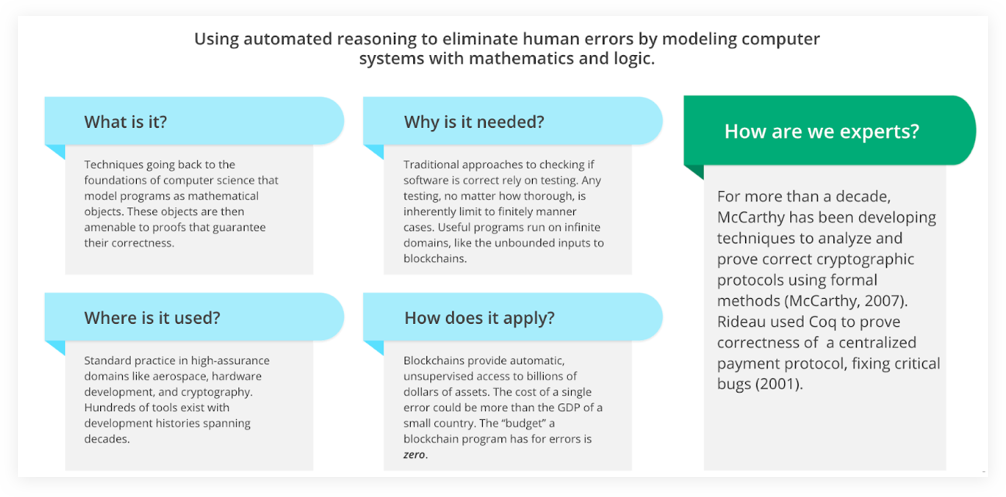 Using automated reasoning to eliminate human errors by modeling computer
systems with mathematics and logic.
What is it?
Techniques going back to the
foundations of computer science that
model programs as mathematical
objects. These objects are then
amenable to proofs that guarantee
their correctness.
Why is it needed?
Traditional approaches to checking if
software is correct rely on testing. Any
testing, no matter how thorough, is
inherently limit to finitely manner
cases. Useful programs run on infinite
domains, like the unbounded inputs to
blockchains.
Where is it used?
Standard practice in high-assurance
domains like aerospace, hardware
development, and cryptography.
Hundreds of tools exist with
development histories spanning
decades.
How does it apply?
Blockchains provide automatic,
unsupervised access to billions of
dollars of assets. The cost of a single
error could be more than the GDP of a
small country. The “budget” a
blockchain program has for errors is
zero.
How are we experts?
For more than a decade,
McCarthy has been developing
techniques to analyze and
prove correct cryptographic
protocols using formal
methods (McCarthy, 2007).
Rideau used Coq to prove
correctness of a centralized
payment protocol, fixing critical
bugs (2001).